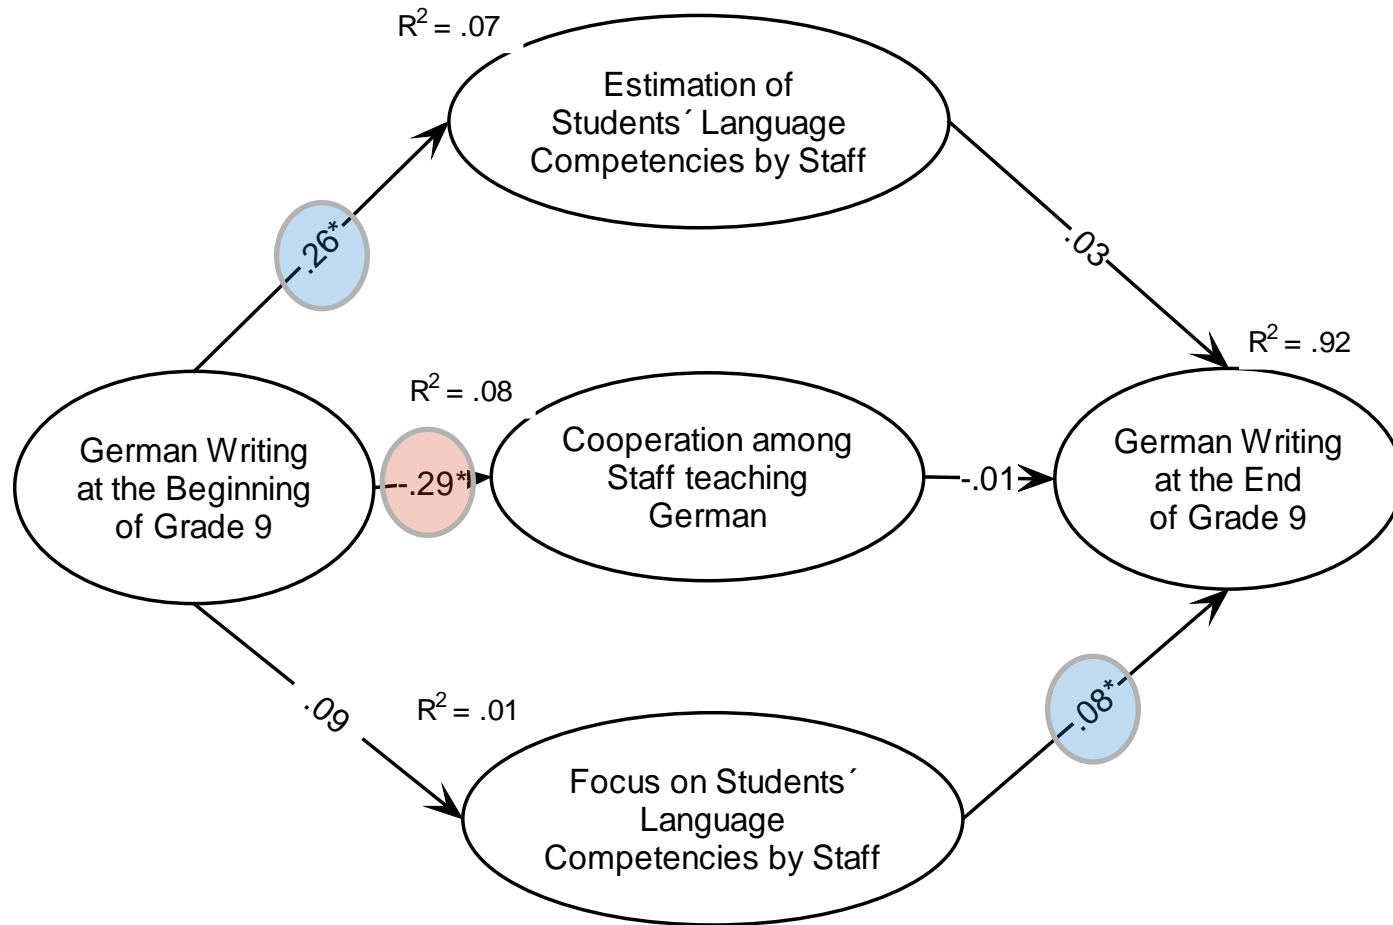 R² = .07
Estimation of
Students´ Language
Competencies by Staff
.26*
.03
R² = .92
R² = .08
German Writing
at the Beginning
of Grade 9
-.29*
Cooperation among
Staff teaching
German
-.01
German Writing
at the End
of Grade 9
.09
R² = .01
.08*
Focus on Students´
Language
Competencies by Staff